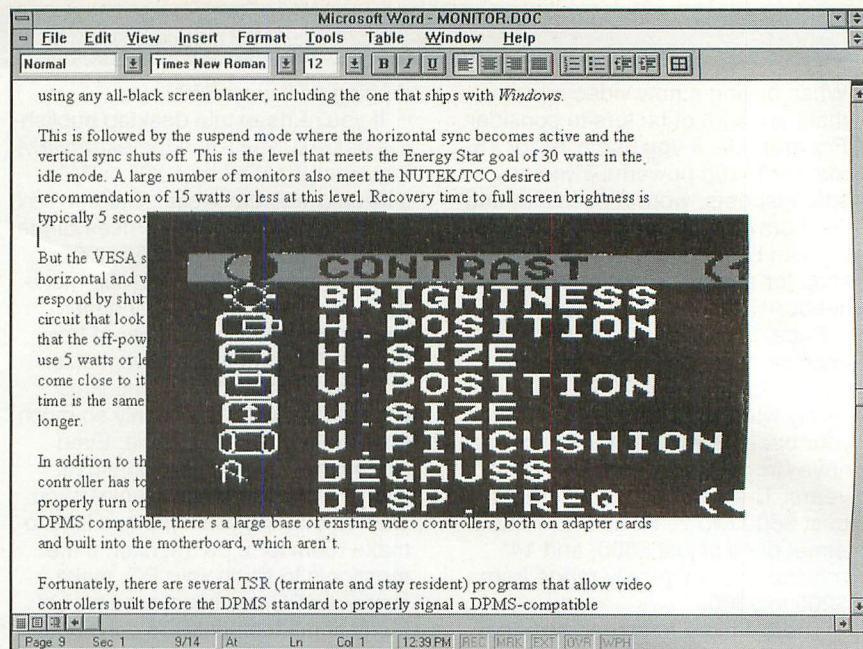 Microsoft Word - MONITOR.DOC
File Edit View Insert Format Tools Table Window Help
Normal Times New Roman 12 B I U
using any all-black screen blanker, including the one that ships with Windows.
This is followed by the suspend mode where the horizontal sync becomes active and the
vertical sync shuts off. This is the level that meets the Energy Star goal of 30 watts in the
idle mode. A large number of monitors also meet the NUTEK/TCO desired
recommendation of 15 watts or less at this level. Recovery time to full screen brightness is
typically 5 secon
But the VESA s
horizontal and v
respond by shut
circuit that look
that the off-pow
use 5 watts or le
come close to it
time is the same
longer.
In addition to th
controller has to
properly turn on
DPMS compatible, there's a large base of existing video controllers, both on adapter cards
and built into the motherboard, which aren't.
Fortunately, there are several TSR (terminate and stay resident) programs that allow video
controllers built before the DPMS standard to properly signal a DPMS-compatible
CONTRAST (↑
BRIGHTNESS
H.POSITION
H.SIZE
V.POSITION
V.SIZE
V.PINCUSHION
DEGAUSS
DISP.FREQ (↓
Page 9 Sec 1 9/14 At Ln Col 1 12:39 PM REC MRK EXT OVR WPH